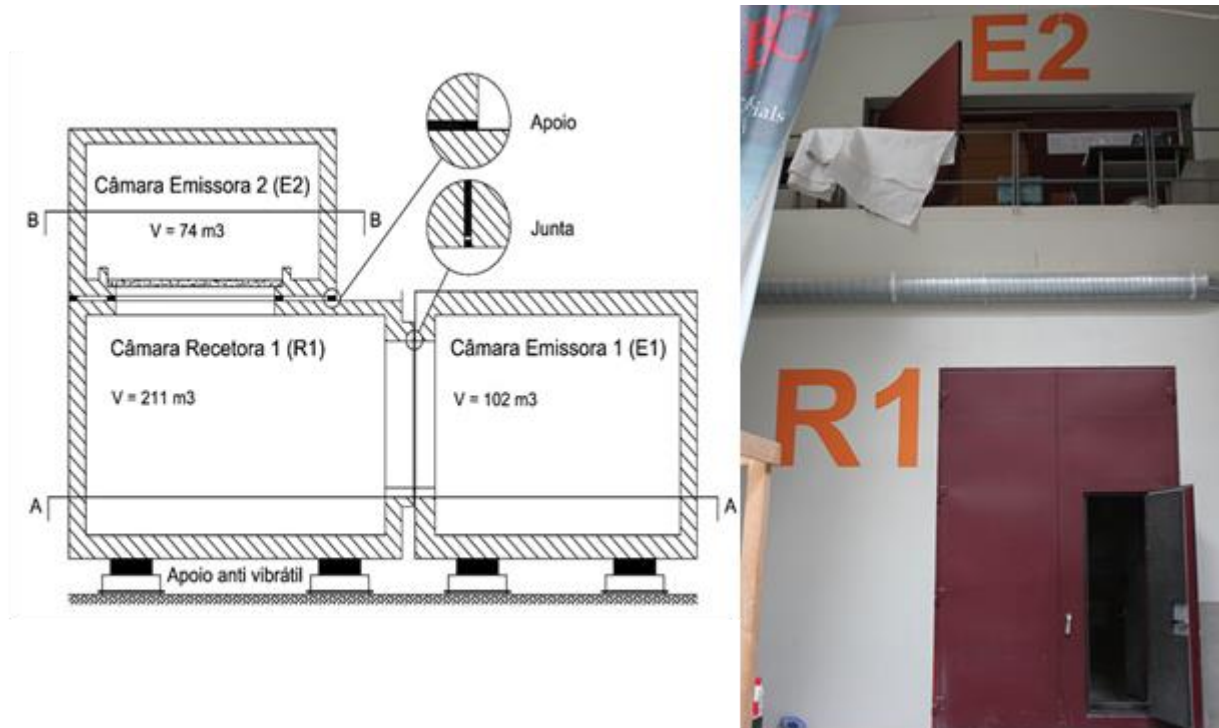 Apoio
Junta
Câmara Emissora 2 (E2)
B
B
V = 74 m3
Câmara Recetora 1 (R1)
V = 211 m3
Câmara Emissora 1 (E1)
V = 102 m3
A
A
Apoio anti vibrátil
E2
BC
R1